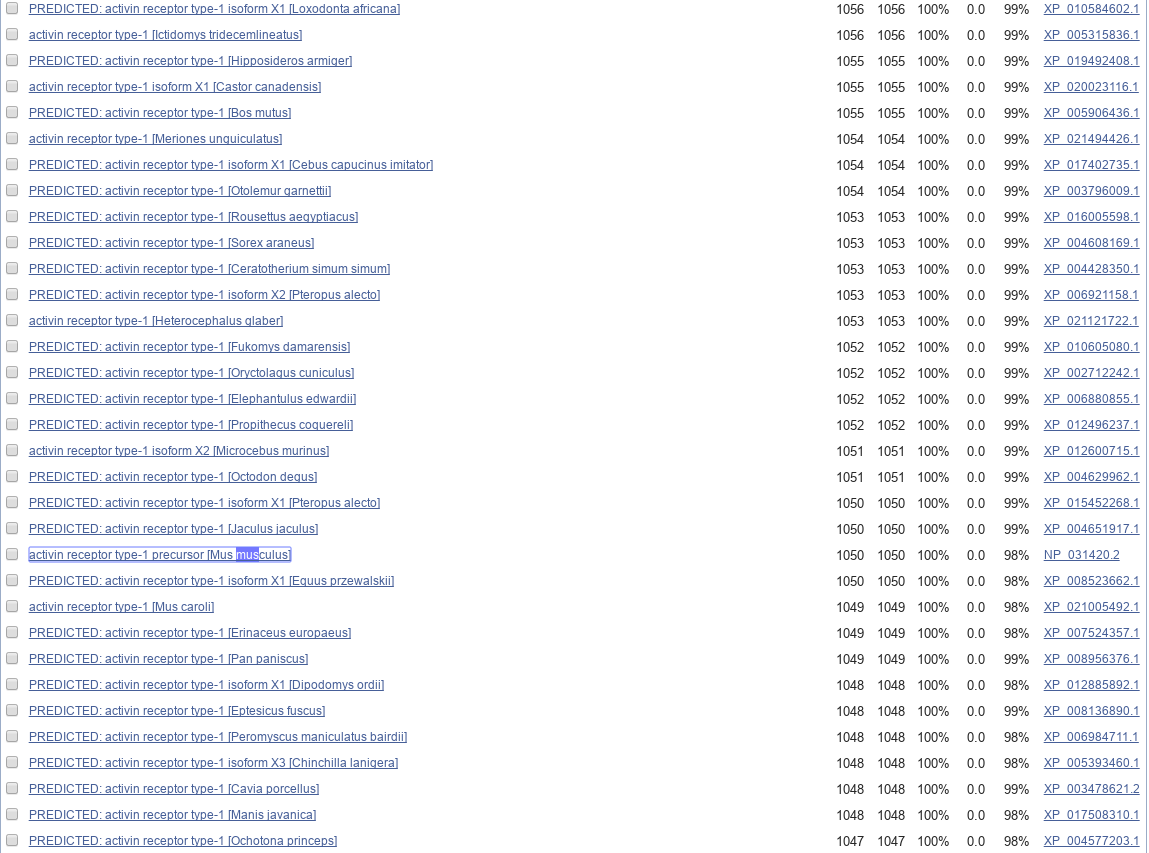 PREDICTED: activin receptor type-1 isoform X1 [Loxodonta africana] 1056 1056 100% 0.0 99% XP_010584602.1
activin receptor type-1 [Ictidomys tridecemlineatus] 1056 1056 100% 0.0 99% XP_005315836.1
PREDICTED: activin receptor type-1 [Hipposideros armiger] 1055 1055 100% 0.0 99% XP_019492408.1
activin receptor type-1 isoform X1 [Castor canadensis] 1055 1055 100% 0.0 99% XP_020023116.1
PREDICTED: activin receptor type-1 [Bos mutus] 1055 1055 100% 0.0 99% XP_005906436.1
activin receptor type-1 [Meriones unguiculatus] 1054 1054 100% 0.0 99% XP_021494426.1
PREDICTED: activin receptor type-1 isoform X1 [Cebus capucinus imitator] 1054 1054 100% 0.0 99% XP_017402735.1
PREDICTED: activin receptor type-1 [Otolemur garnettii] 1054 1054 100% 0.0 99% XP_003796009.1
PREDICTED: activin receptor type-1 [Rousettus aegyptiacus] 1053 1053 100% 0.0 99% XP_016005598.1
PREDICTED: activin receptor type-1 [Sorex araneus] 1053 1053 100% 0.0 99% XP_004608169.1
PREDICTED: activin receptor type-1 [Ceratotherium simum simum] 1053 1053 100% 0.0 99% XP_004428350.1
PREDICTED: activin receptor type-1 isoform X2 [Pteropus alecto] 1053 1053 100% 0.0 99% XP_006921158.1
activin receptor type-1 [Heterocephalus glaber] 1053 1053 100% 0.0 99% XP_021121722.1
PREDICTED: activin receptor type-1 [Fukomys damarensis] 1052 1052 100% 0.0 99% XP_010605080.1
PREDICTED: activin receptor type-1 [Oryctolagus cuniculus] 1052 1052 100% 0.0 99% XP_002712242.1
PREDICTED: activin receptor type-1 [Elephantulus edwardii] 1052 1052 100% 0.0 99% XP_006880855.1
PREDICTED: activin receptor type-1 [Propithecus coquereli] 1052 1052 100% 0.0 99% XP_012496237.1
activin receptor type-1 isoform X2 [Microcebus murinus] 1051 1051 100% 0.0 99% XP_012600715.1
PREDICTED: activin receptor type-1 [Octodon degus] 1051 1051 100% 0.0 99% XP_004629962.1
PREDICTED: activin receptor type-1 isoform X1 [Pteropus alecto] 1050 1050 100% 0.0 99% XP_015452268.1
PREDICTED: activin receptor type-1 [Jaculus jaculus] 1050 1050 100% 0.0 99% XP_004651917.1
activin receptor type-1 precursor [Mus musculus] 1050 1050 100% 0.0 98% NP_031420.2
PREDICTED: activin receptor type-1 isoform X1 [Equus przewalskii] 1050 1050 100% 0.0 98% XP_008523662.1
activin receptor type-1 [Mus caroli] 1049 1049 100% 0.0 98% XP_021005492.1
PREDICTED: activin receptor type-1 [Erinaceus europaeus] 1049 1049 100% 0.0 98% XP_007524357.1
PREDICTED: activin receptor type-1 [Pan paniscus] 1049 1049 100% 0.0 99% XP_008956376.1
PREDICTED: activin receptor type-1 isoform X1 [Dipodomys ordii] 1048 1048 100% 0.0 98% XP_012885892.1
PREDICTED: activin receptor type-1 [Eptesicus fuscus] 1048 1048 100% 0.0 99% XP_008136890.1
PREDICTED: activin receptor type-1 [Peromyscus maniculatus bairdii] 1048 1048 100% 0.0 98% XP_006984711.1
PREDICTED: activin receptor type-1 isoform X3 [Chinchilla lanigera] 1048 1048 100% 0.0 98% XP_005393460.1
PREDICTED: activin receptor type-1 [Cavia porcellus] 1048 1048 100% 0.0 99% XP_003478621.2
PREDICTED: activin receptor type-1 [Manis javanica] 1048 1048 100% 0.0 98% XP_017508310.1
PREDICTED: activin receptor type-1 [Ochotona princeps] 1047 1047 100% 0.0 98% XP_004577203.1